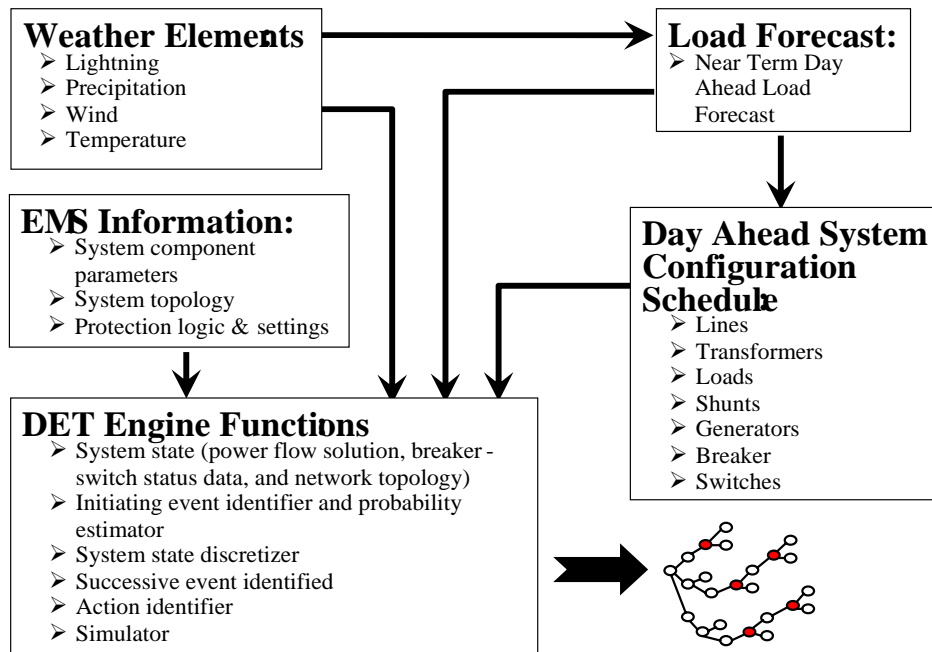 Weather Elements:
➢ Lightning
➢ Precipitation
➢ Wind
➢ Temperature
Load Forecast:
➢ Near Term Day
Ahead Load
Forecast
EMS Information:
➢ System component
parameters
➢ System topology
➢ Protection logic & settings
Day Ahead System
Configuration
Schedule:
➢ Lines
➢ Transformers
➢ Loads
➢ Shunts
➢ Generators
➢ Breaker
➢ Switches
DET Engine Functions:
➢ System state (power flow solution, breaker -
switch status data, and network topology)
➢ Initiating event identifier and probability
estimator
➢ System state discretizer
➢ Successive event identified
➢ Action identifier
➢ Simulator